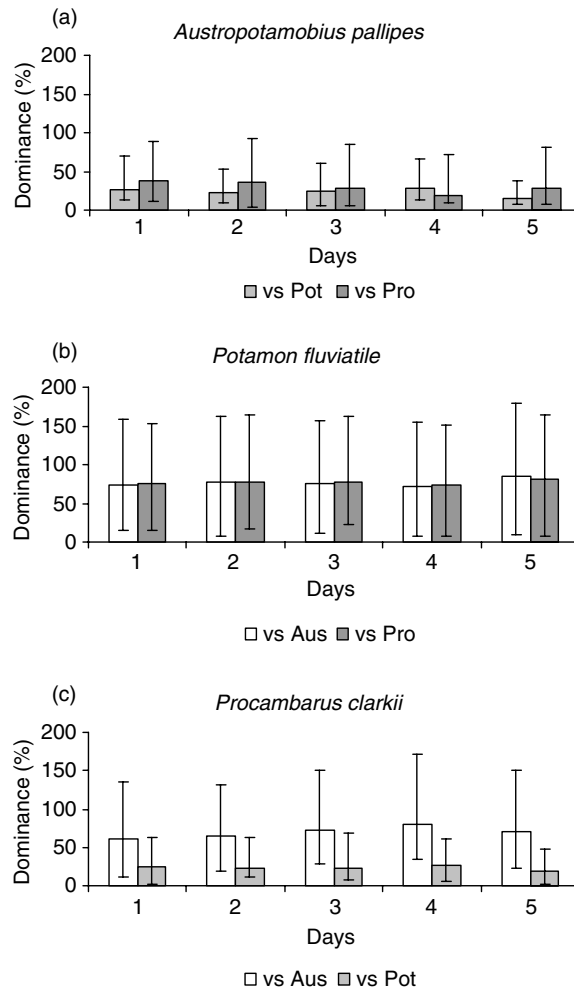 (a)
Austropotamobius pallipes
Dominance (%)
200
150
100
50
0
1 2 3 4 5
Days
vs Pot vs Pro
(b)
Potamon fluviatile
Dominance (%)
200
150
100
50
0
1 2 3 4 5
Days
vs Aus vs Pro
(c)
Procambarus clarkii
Dominance (%)
200
150
100
50
0
1 2 3 4 5
Days
vs Aus vs Pot